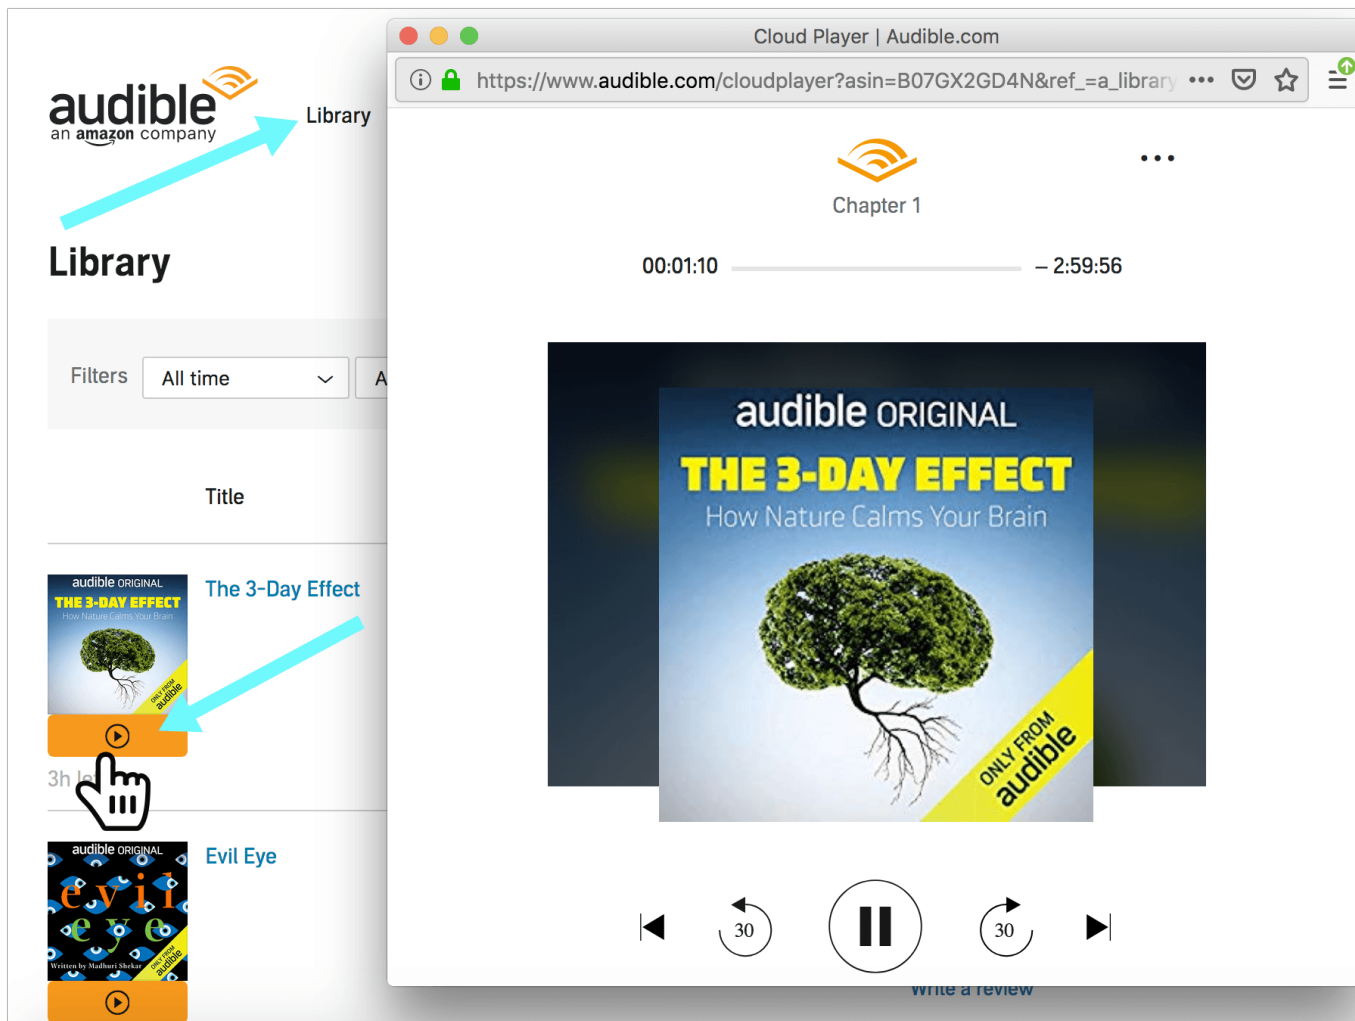 audible
an amazon company
Library
Library
Filters
All time
A
Title
audible ORIGINAL
THE 3-DAY EFFECT
How Nature Calms Your Brain
ONLY FROM
audible
The 3-Day Effect
3h le
audible ORIGINAL
evil
eye
Written by Madhuri Shekar
ONLY FROM
audible
Evil Eye
Cloud Player | Audible.com
https://www.audible.com/cloudplayer?asin=B07GX2GD4N&ref_=a_library
Chapter 1
00:01:10
– 2:59:56
audible ORIGINAL
THE 3-DAY EFFECT
How Nature Calms Your Brain
ONLY FROM
audible
30
30
Write a review